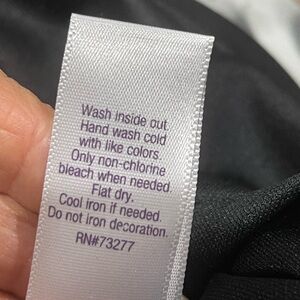 Wash inside out.
Hand wash cold
with like colors.
Only non-chlorine
bleach when needed.
Flat dry.
Cool iron if needed.
Do not iron decoration.
RN#73277